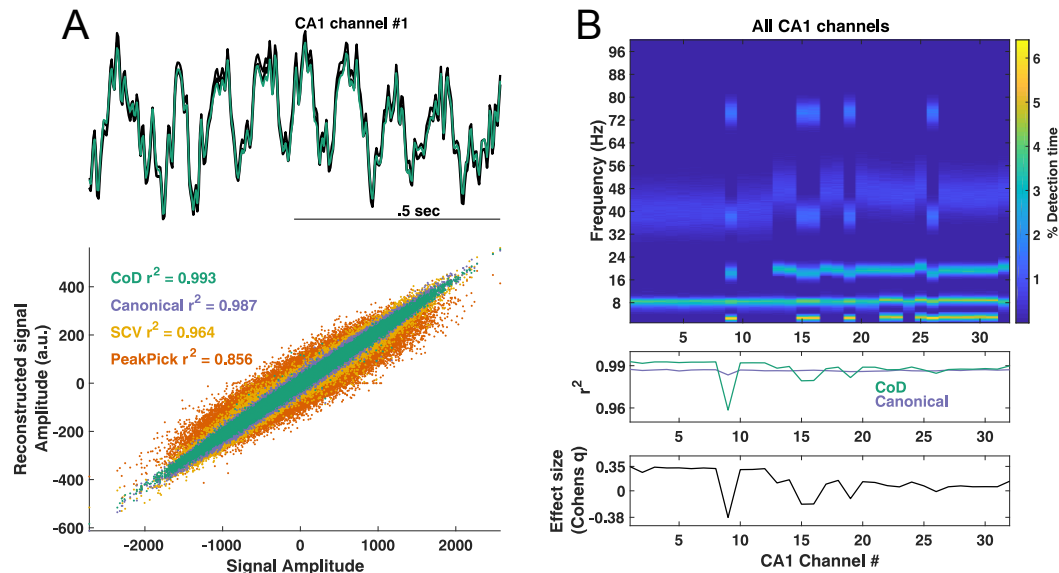 A
CA1 channel #1
.5 sec
Reconstructed signal
Amplitude (a.u.)
400
200
0
-200
-400
-600
CoD r² = 0.993
Canonical r² = 0.987
SCV r² = 0.964
PeakPick r² = 0.856
-2000 -1000 0 1000 2000
Signal Amplitude
B
All CA1 channels
Frequency (Hz)
96
88
80
72
64
56
48
40
32
24
16
8
5 10 15 20 25 30
6
5
4
3
2
1
% Detection time
r²
0.99
0.96
CoD
Canonical
5 10 15 20 25 30
Effect size
(Cohens q)
0.35
0
-0.38
5 10 15 20 25 30
CA1 Channel #